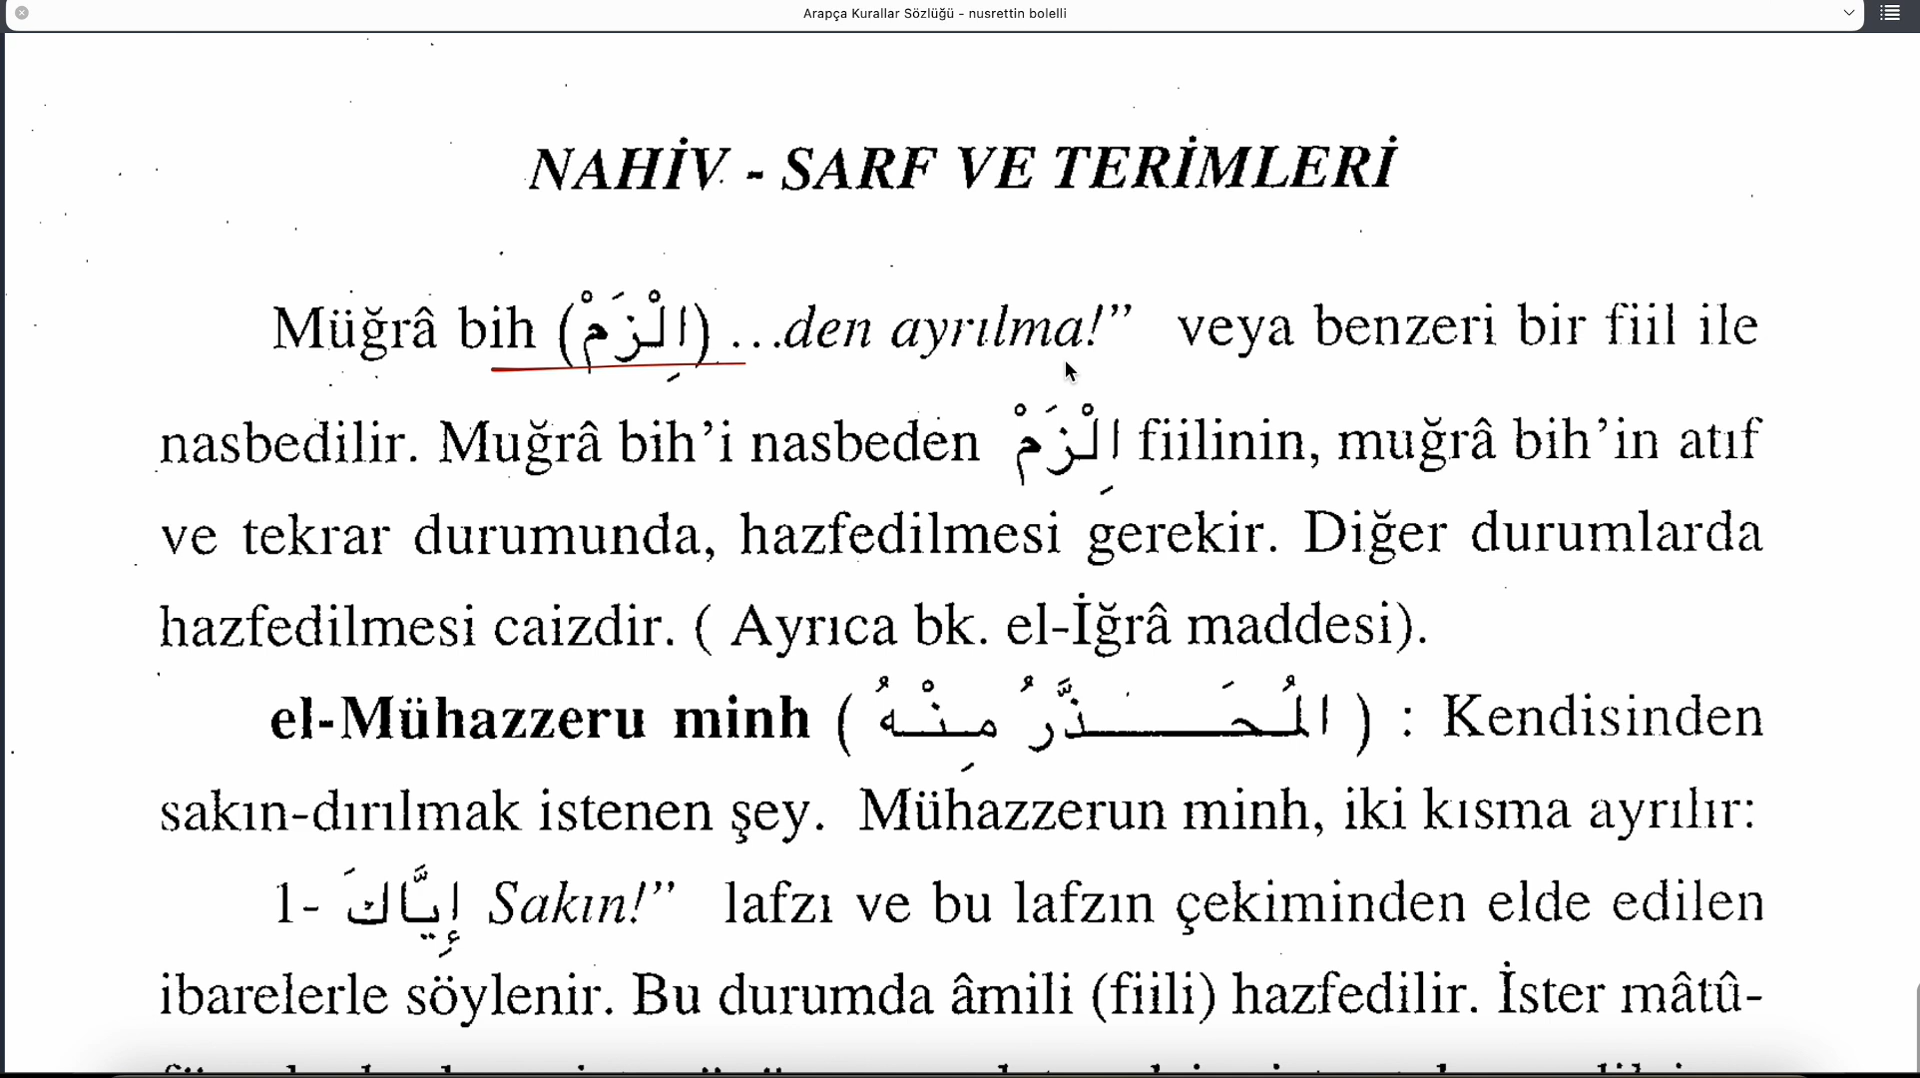 Arapça Kurallar Sözlüğü - nusrettin bolelli
NAHİV - SARF VE TERİMLERİ
Müğrâ bih (اِلْزَمْ) ...den ayrılma!” veya benzeri bir fiil ile
nasbedilir. Muğrâ bih’i nasbeden اِلْزَمْ fiilinin, muğrâ bih’in atıf
ve tekrar durumunda, hazfedilmesi gerekir. Diğer durumlarda
hazfedilmesi caizdir. ( Ayrıca bk. el-İğrâ maddesi).
el-Mühazzeru minh ( المُحَـــــذَّرُ مِنْهُ ) : Kendisinden
sakın-dırılmak istenen şey. Mühazzerun minh, iki kısma ayrılır:
1- إِيَّاكَ Sakın!” lafzı ve bu lafzın çekiminden elde edilen
ibarelerle söylenir. Bu durumda âmili (fiili) hazfedilir. İster mâtû-